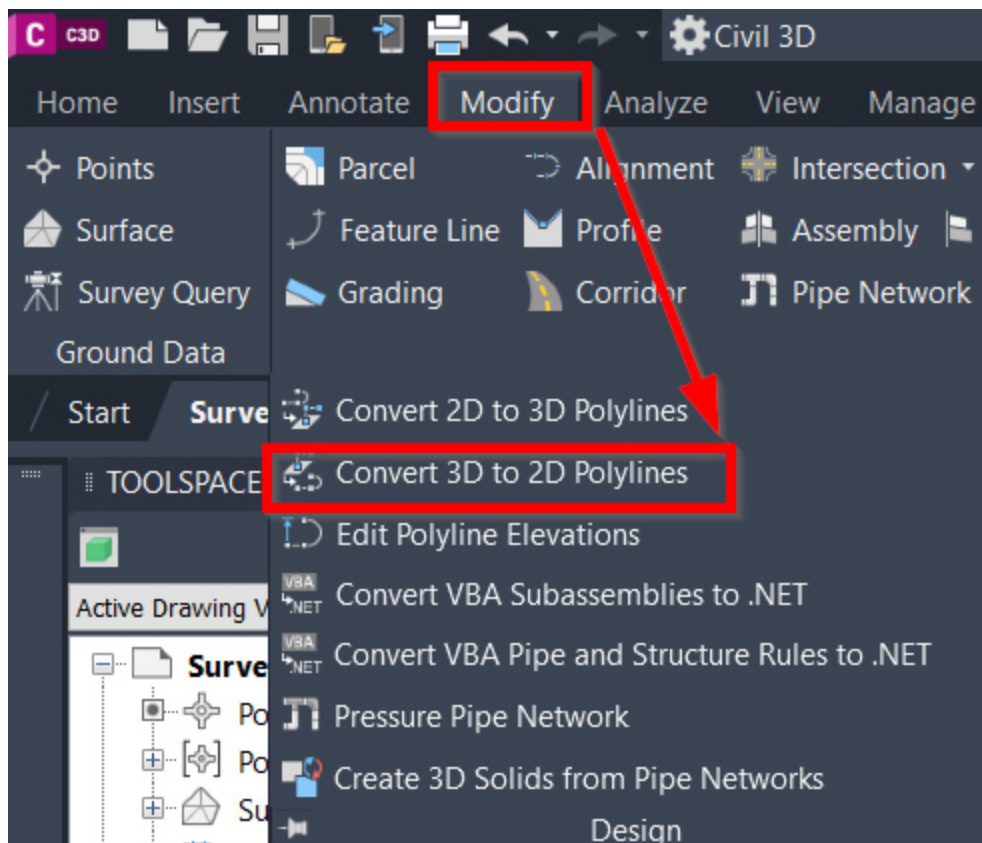 C C3D Civil 3D
Home Insert Annotate Modify Analyze View Manage
Points Parcel Alignment Intersection
Surface Feature Line Profile Assembly
Survey Query Grading Corridor Pipe Network
Ground Data
Start Surve Convert 2D to 3D Polylines
TOOLSPACE Convert 3D to 2D Polylines
Edit Polyline Elevations
Active Drawing V VBA .NET Convert VBA Subassemblies to .NET
Surve VBA .NET Convert VBA Pipe and Structure Rules to .NET
Po Pressure Pipe Network
Po Create 3D Solids from Pipe Networks
Su Design